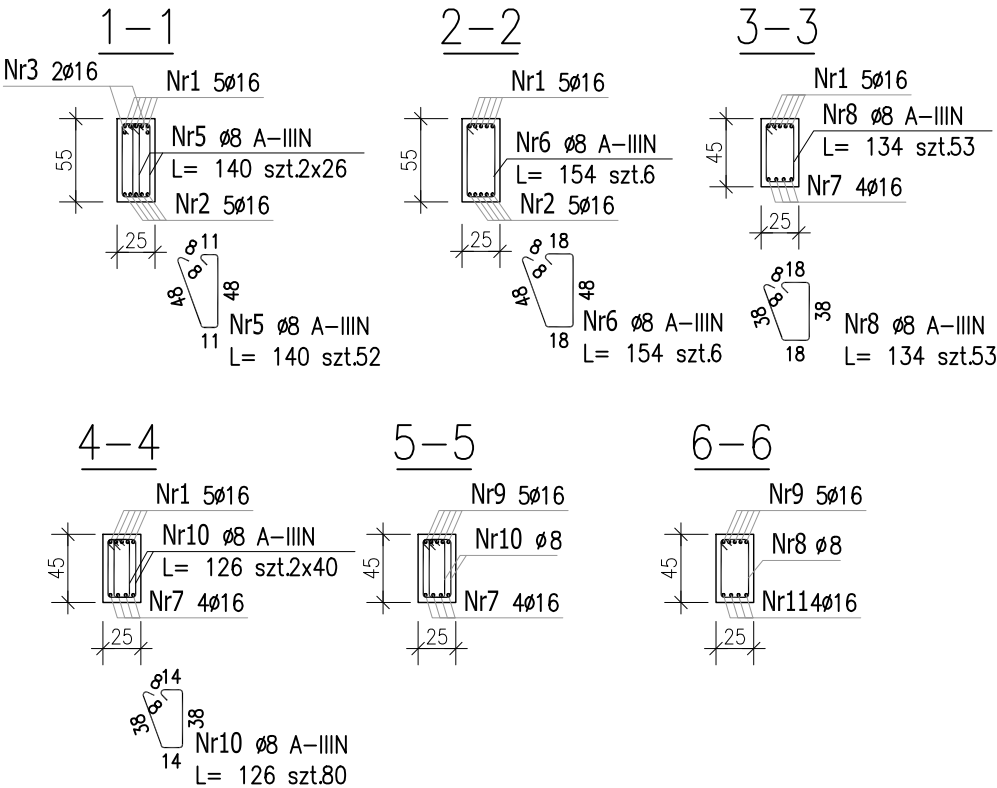 1-1
Nr3 2ø16
Nr1 5ø16
Nr5 ø8 A-IIIN
L= 140 szt.2x26
Nr2 5ø16
55
25
8
11
8
48
48
11
Nr5 ø8 A-IIIN
L= 140 szt.52
2-2
Nr1 5ø16
Nr6 ø8 A-IIIN
L= 154 szt.6
Nr2 5ø16
55
25
8
18
8
48
48
18
Nr6 ø8 A-IIIN
L= 154 szt.6
3-3
Nr1 5ø16
Nr8 ø8 A-IIIN
L= 134 szt.53
Nr7 4ø16
45
25
8
18
8
38
38
18
Nr8 ø8 A-IIIN
L= 134 szt.53
4-4
Nr1 5ø16
Nr10 ø8 A-IIIN
L= 126 szt.2x40
Nr7 4ø16
45
25
8
14
8
38
38
14
Nr10 ø8 A-IIIN
L= 126 szt.80
5-5
Nr9 5ø16
Nr10 ø8
Nr7 4ø16
45
25
6-6
Nr9 5ø16
Nr8 ø8
Nr11 4ø16
45
25